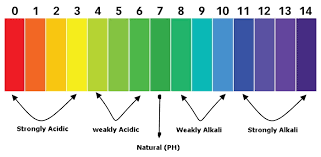 0 1 2 3 4 5 6 7 8 9 10 11 12 13 14
Strongly Acidic weakly Acidic Weakly Alkali Strongly Alkali
Natural (PH)